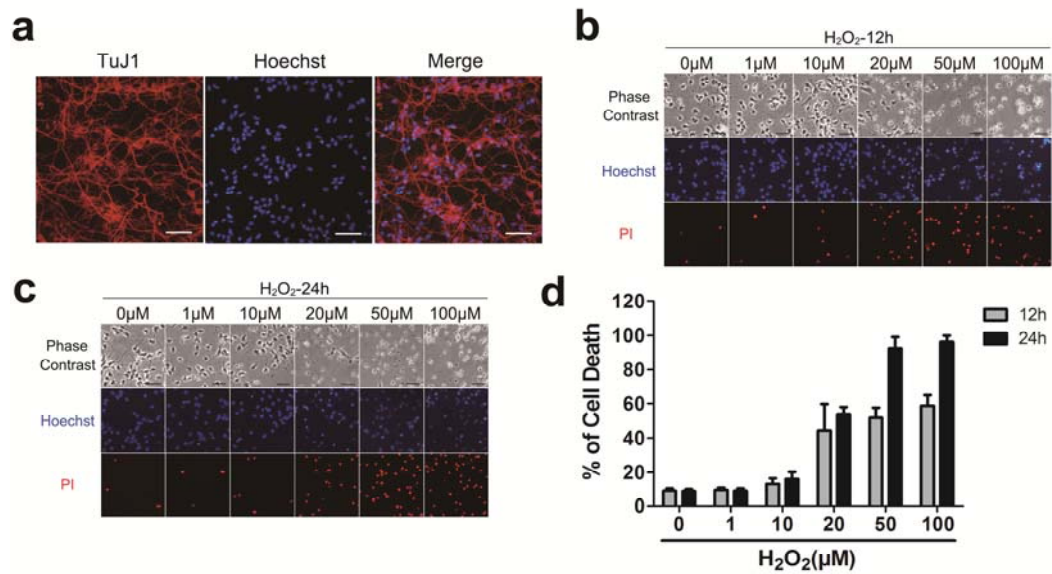 a
TuJ1 Hoechst Merge
b
H₂O₂-12h
0µM 1µM 10µM 20µM 50µM 100µM
Phase
Contrast
Hoechst
PI
c
H₂O₂-24h
0µM 1µM 10µM 20µM 50µM 100µM
Phase
Contrast
Hoechst
PI
d
120
100
80
60
40
20
0
% of Cell Death
12h
24h
0 1 10 20 50 100
H₂O₂(µM)